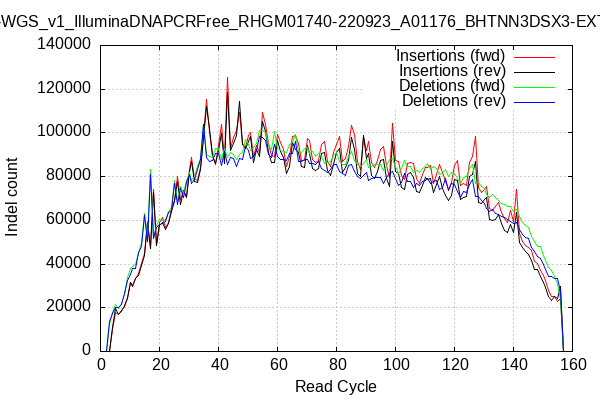 -WGS_v1_IlluminaDNAPCRFree_RHGM01740-220923_A01176_BHTNN3DSX3-EXT
Insertions (fwd)
Insertions (rev)
Deletions (fwd)
Deletions (rev)
140000
120000
100000
80000
60000
40000
20000
0
Indel count
0 20 40 60 80 100 120 140 160
Read Cycle